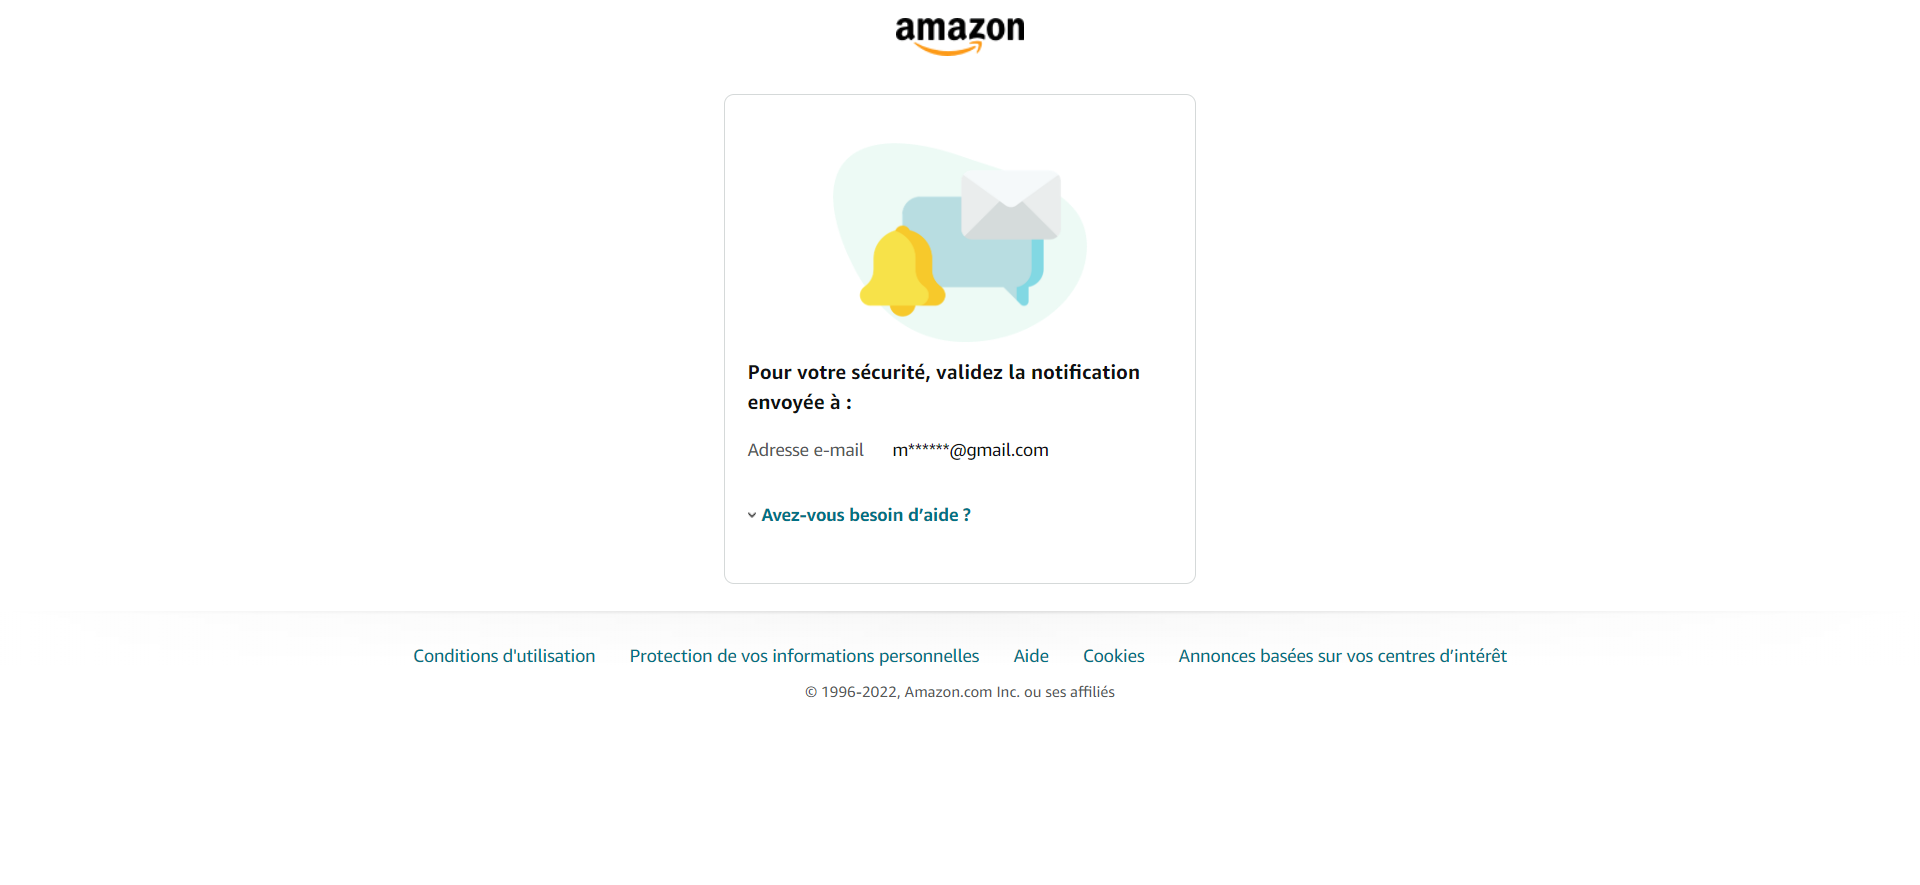 amazon
Pour votre sécurité, validez la notification
envoyée à :
Adresse e-mail m******@gmail.com
Avez-vous besoin d’aide ?
Conditions d'utilisation Protection de vos informations personnelles Aide Cookies Annonces basées sur vos centres d’intérêt
© 1996-2022, Amazon.com Inc. ou ses affiliés